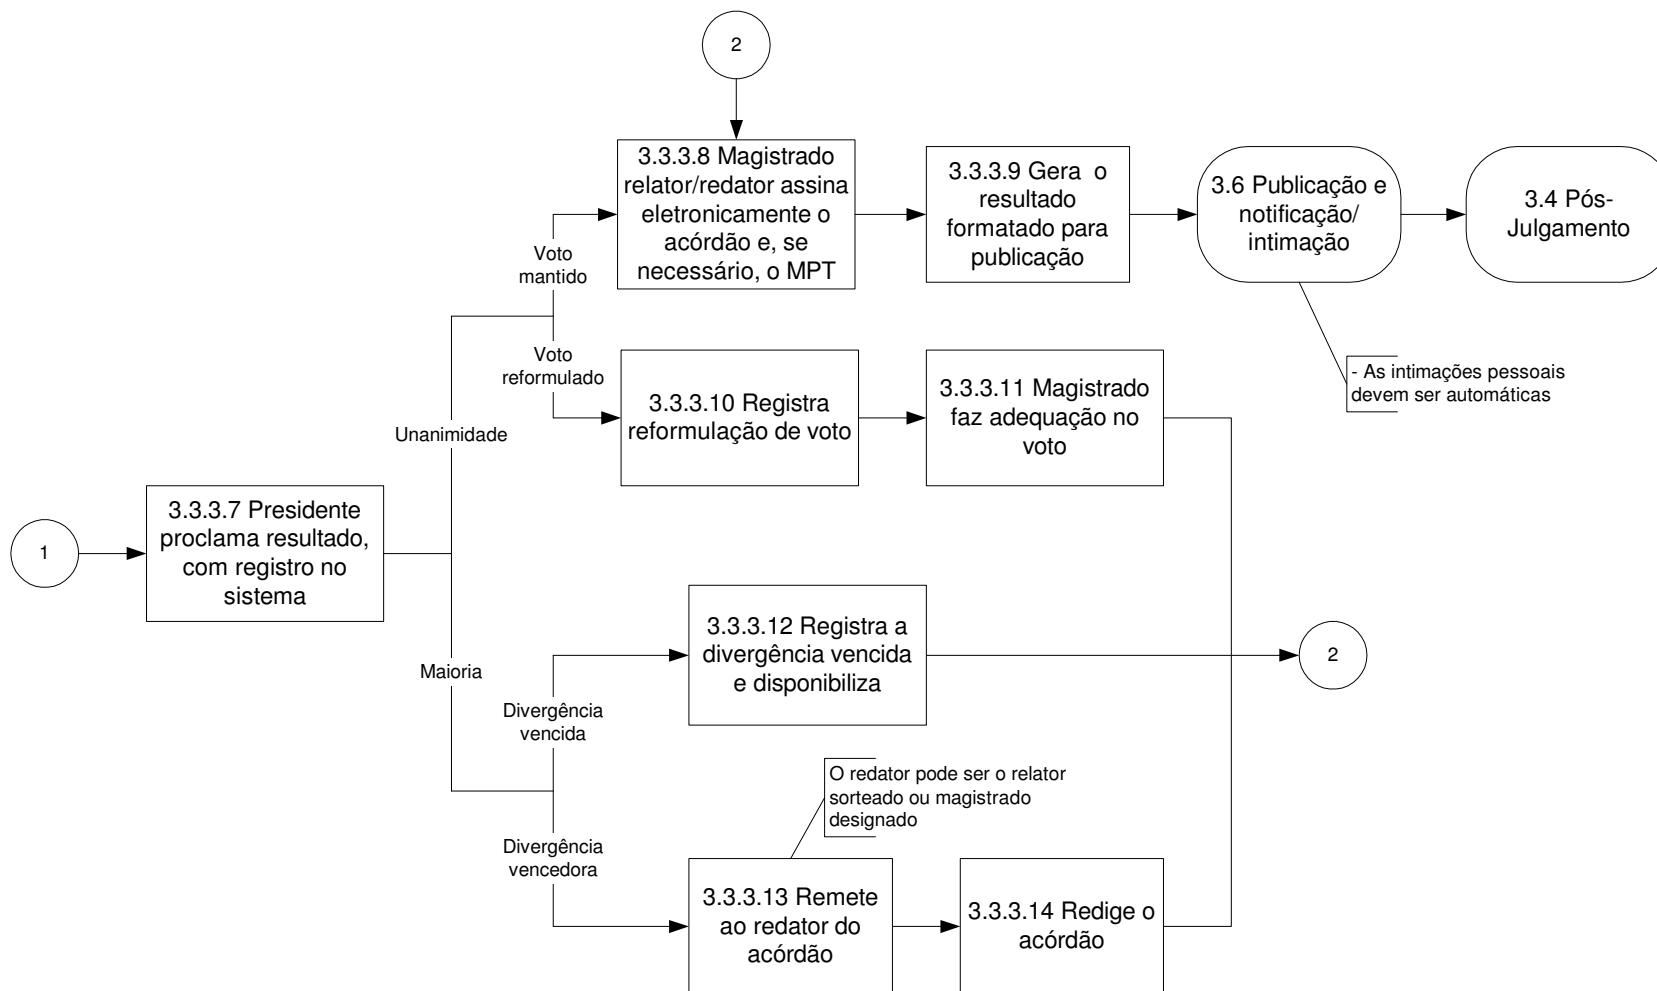 2
3.3.3.8 Magistrado
relator/redator assina
eletronicamente o
acórdão e, se
necessário, o MPT
3.3.3.9 Gera  o
resultado
formatado para
publicação
3.6 Publicação e
notificação/
intimação
3.4 Pós-
Julgamento
Voto
mantido
Voto
reformulado
- As intimações pessoais
devem ser automáticas
3.3.3.10 Registra
reformulação de voto
3.3.3.11 Magistrado
faz adequação no
voto
Unanimidade
1
3.3.3.7 Presidente
proclama resultado,
com registro no
sistema
Maioria
3.3.3.12 Registra a
divergência vencida
e disponibiliza
2
Divergência
vencida
O redator pode ser o relator
sorteado ou magistrado
designado
Divergência
vencedora
3.3.3.13 Remete
ao redator do
acórdão
3.3.3.14 Redige o
acórdão